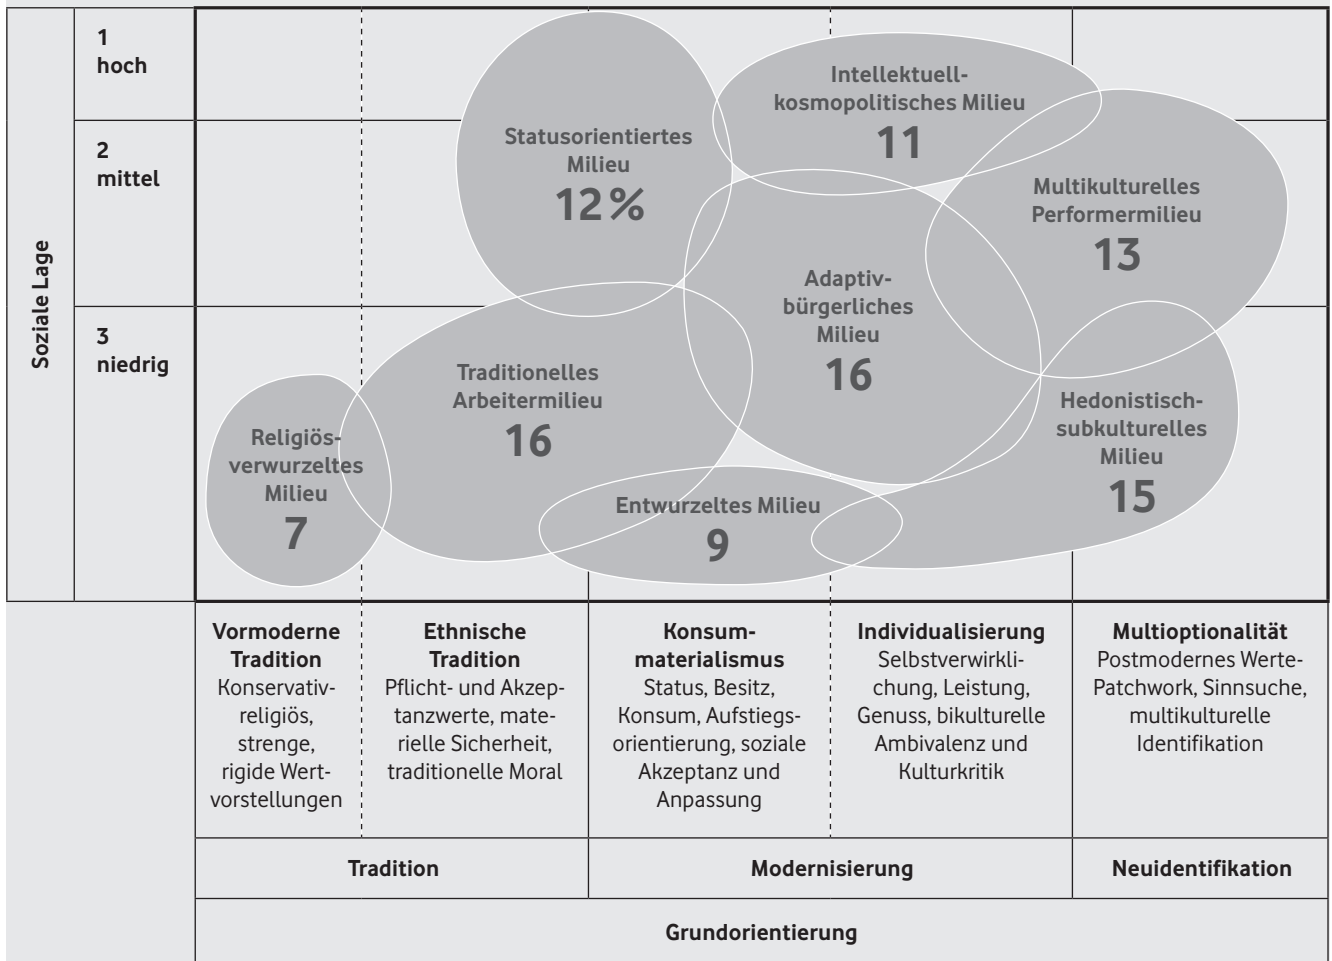 Soziale Lage
1
hoch
2
mittel
3
niedrig
Statusorientiertes
Milieu
12 %
Intellektuell-
kosmopolitisches Milieu
11
Multikulturelles
Performermilieu
13
Adaptiv-
bürgerliches
Milieu
16
Traditionelles
Arbeitermilieu
16
Religiös-
verwurzeltes
Milieu
7
Entwurzeltes Milieu
9
Hedonistisch-
subkulturelles
Milieu
15
Vormoderne
Tradition
Konservativ-
religiös,
strenge,
rigide Wert-
vorstellungen
Ethnische
Tradition
Pflicht- und Akzep-
tanzwerte, mate-
rielle Sicherheit,
traditionelle Moral
Konsum-
materialismus
Status, Besitz,
Konsum, Aufstiegs-
orientierung, soziale
Akzeptanz und
Anpassung
Individualisierung
Selbstverwirkli-
chung, Leistung,
Genuss, bikulturelle
Ambivalenz und
Kulturkritik
Multioptionalität
Postmodernes Werte-
Patchwork, Sinnsuche,
multikulturelle
Identifikation
Tradition
Modernisierung
Neuidentifikation
Grundorientierung